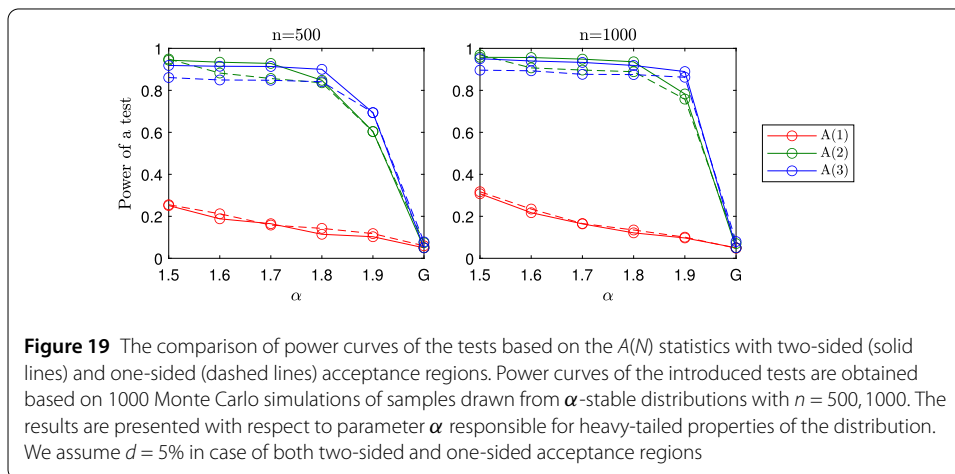 n=500
n=1000
Power of a test
1
0.8
0.6
0.4
0.2
0
1.5 1.6 1.7 1.8 1.9 G
α
1
0.8
0.6
0.4
0.2
0
1.5 1.6 1.7 1.8 1.9 G
α
A(1)
A(2)
A(3)
Figure 19 The comparison of power curves of the tests based on the A(N) statistics with two-sided (solid
lines) and one-sided (dashed lines) acceptance regions. Power curves of the introduced tests are obtained
based on 1000 Monte Carlo simulations of samples drawn from α-stable distributions with n = 500, 1000. The
results are presented with respect to parameter α responsible for heavy-tailed properties of the distribution.
We assume d = 5% in case of both two-sided and one-sided acceptance regions